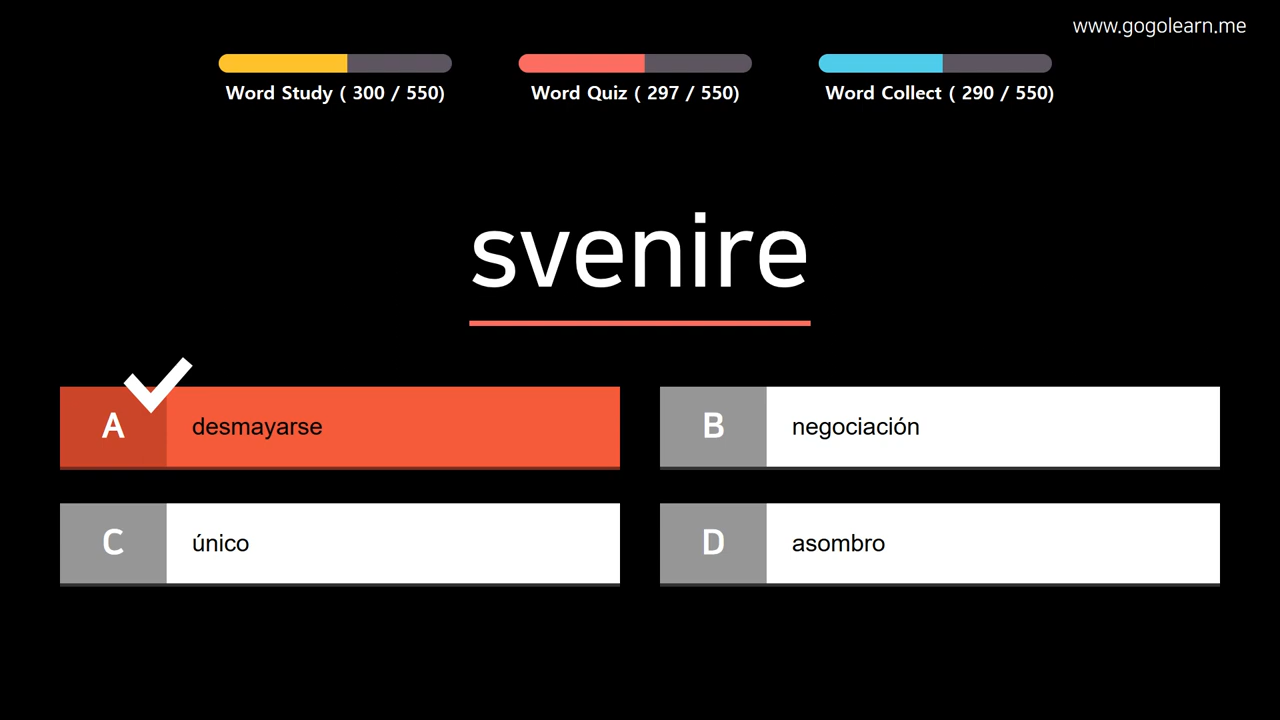 www.gogolearn.me
Word Study ( 300 / 550)
Word Quiz ( 297 / 550)
Word Collect ( 290 / 550)
svenire
A desmayarse
B negociación
C único
D asombro